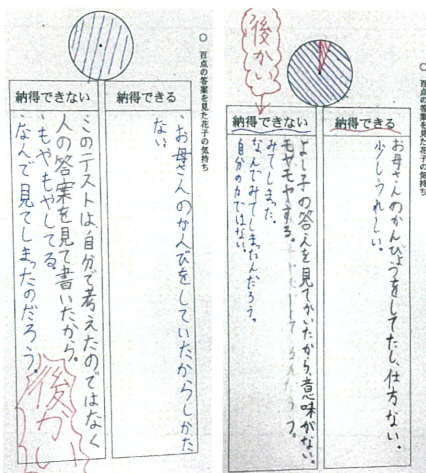 ○ 百点の答案を見た花子の気持ち
納得できる
・お母さんのかんびをしていたからしかた
ない
納得できない
・このテストは自分で考えたのではなく
人の答案を見て書いたから。
・もやもやしてる。
・なんで見てしまったのだろう。
後かい
○ 百点の答案を見た花子の気持ち
納得できる
お母さんのかんびょうをしてたし、仕方ない。
少しうれしい。
後かい
納得できない
よし子の答えを見てかいたから、意味がない。
モヤモヤする。
みてしまった。
なんでみてしまったんだろう。
自分の力ではない。